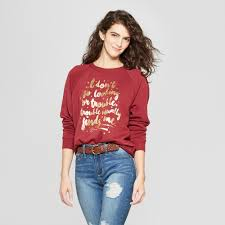 I don't
go looking
for trouble,
trouble usually
finds me